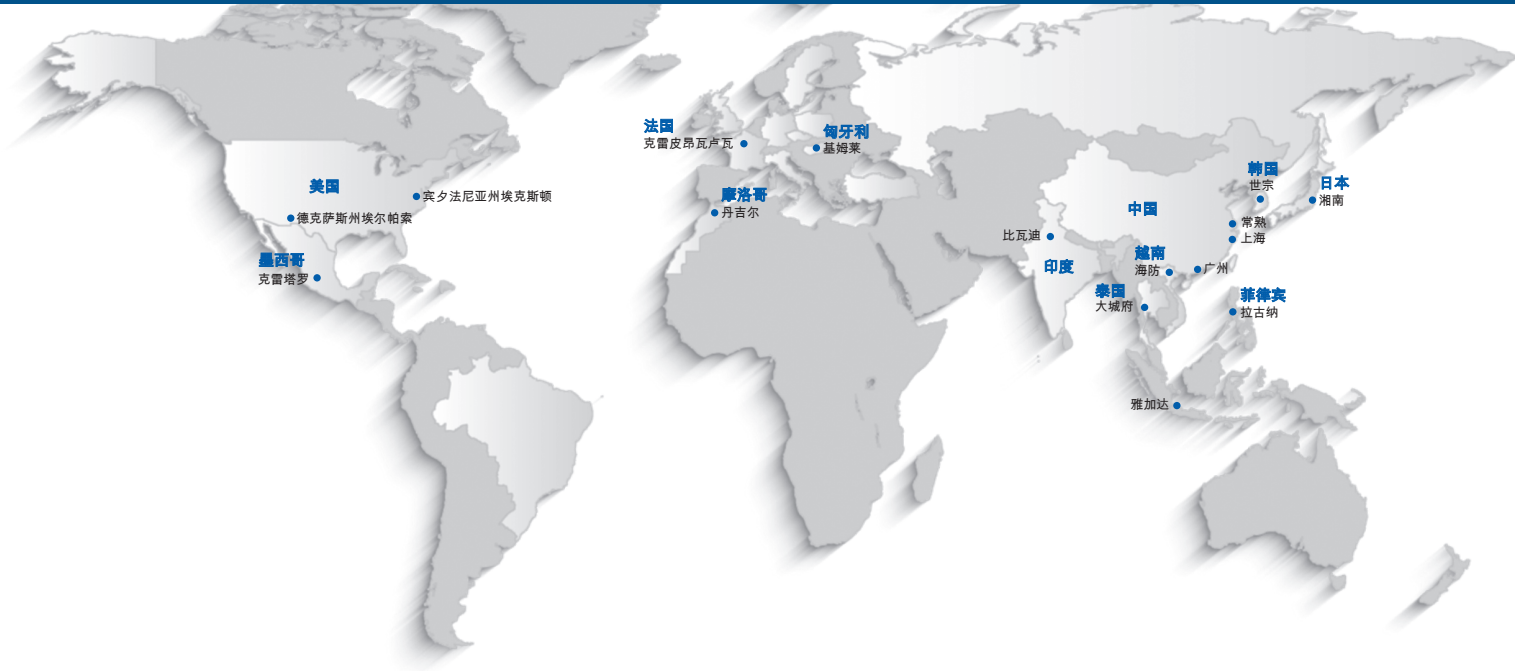 法国
克雷皮昂瓦卢瓦
匈牙利
基姆莱
美国
宾夕法尼亚州埃克斯顿
德克萨斯州埃尔帕索
墨西哥
克雷塔罗
摩洛哥
丹吉尔
韩国
世宗
日本
湘南
中国
常熟
上海
比瓦迪
印度
越南
海防
广州
泰国
大城府
菲律宾
拉古纳
雅加达